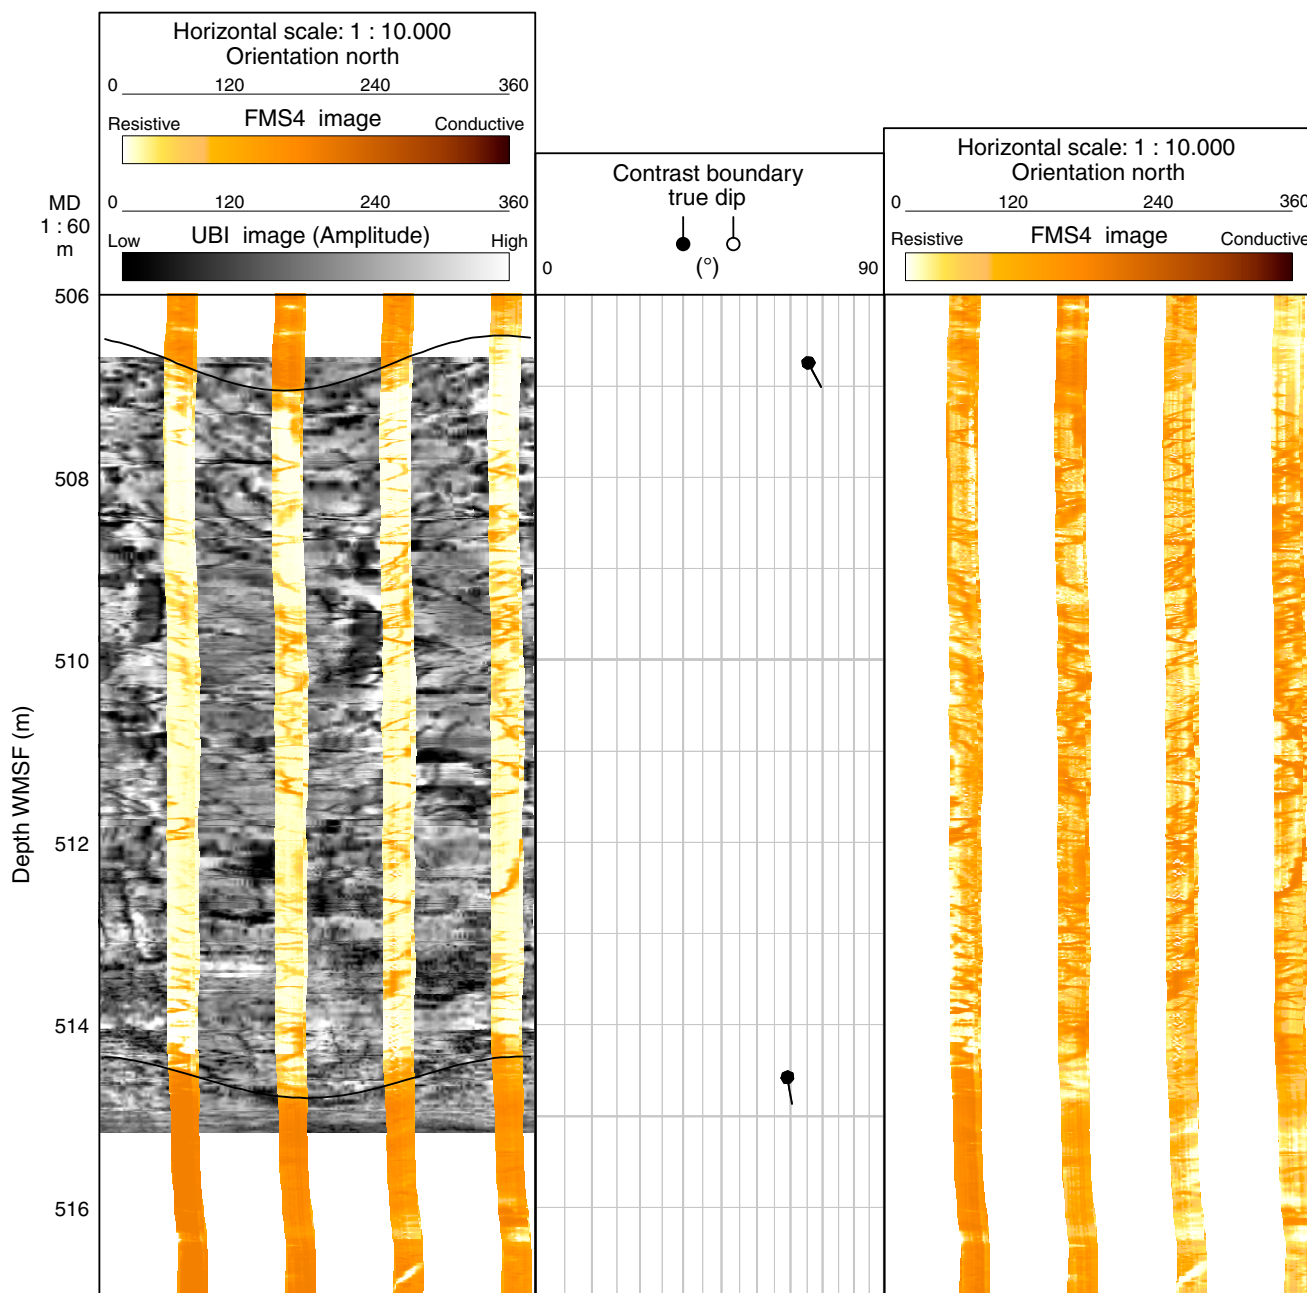 Horizontal scale: 1 : 10.000
Orientation north
0 120 240 360
FMS4 image
Resistive Conductive
0 120 240 360
UBI image (Amplitude)
Low High
MD
1 : 60
m
Contrast boundary
true dip
(°)
0 90
Horizontal scale: 1 : 10.000
Orientation north
0 120 240 360
FMS4 image
Resistive Conductive
Depth WMSF (m)
506
508
510
512
514
516